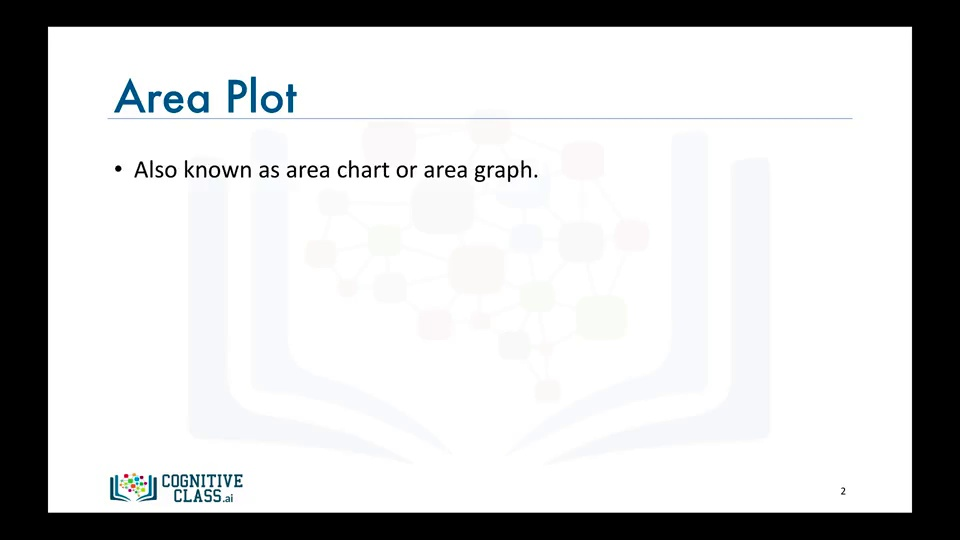 Area Plot
• Also known as area chart or area graph.
COGNITIVE
CLASS.ai
2